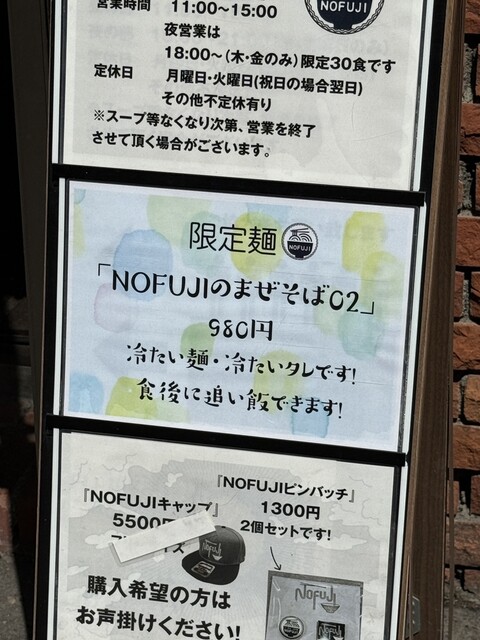 営業時間 11:00〜15:00
夜営業は
18:00〜(木・金のみ)限定30食です
定休日 月曜日・火曜日(祝日の場合翌日)
その他不定休有り
※スープ等なくなり次第、営業を終了
させて頂く場合がございます。
NOFUJI
限定麺
NOFUJI
「NOFUJIのまぜそば02」
980円
冷たい麺・冷たいタレです!
食後に追い飯できます!
『NOFUJIピンバッチ』
1300円
2個セットです!
『NOFUJIキャップ』
5500
購入希望の方は
お声掛けください!
NOFUJI
NOFUJI